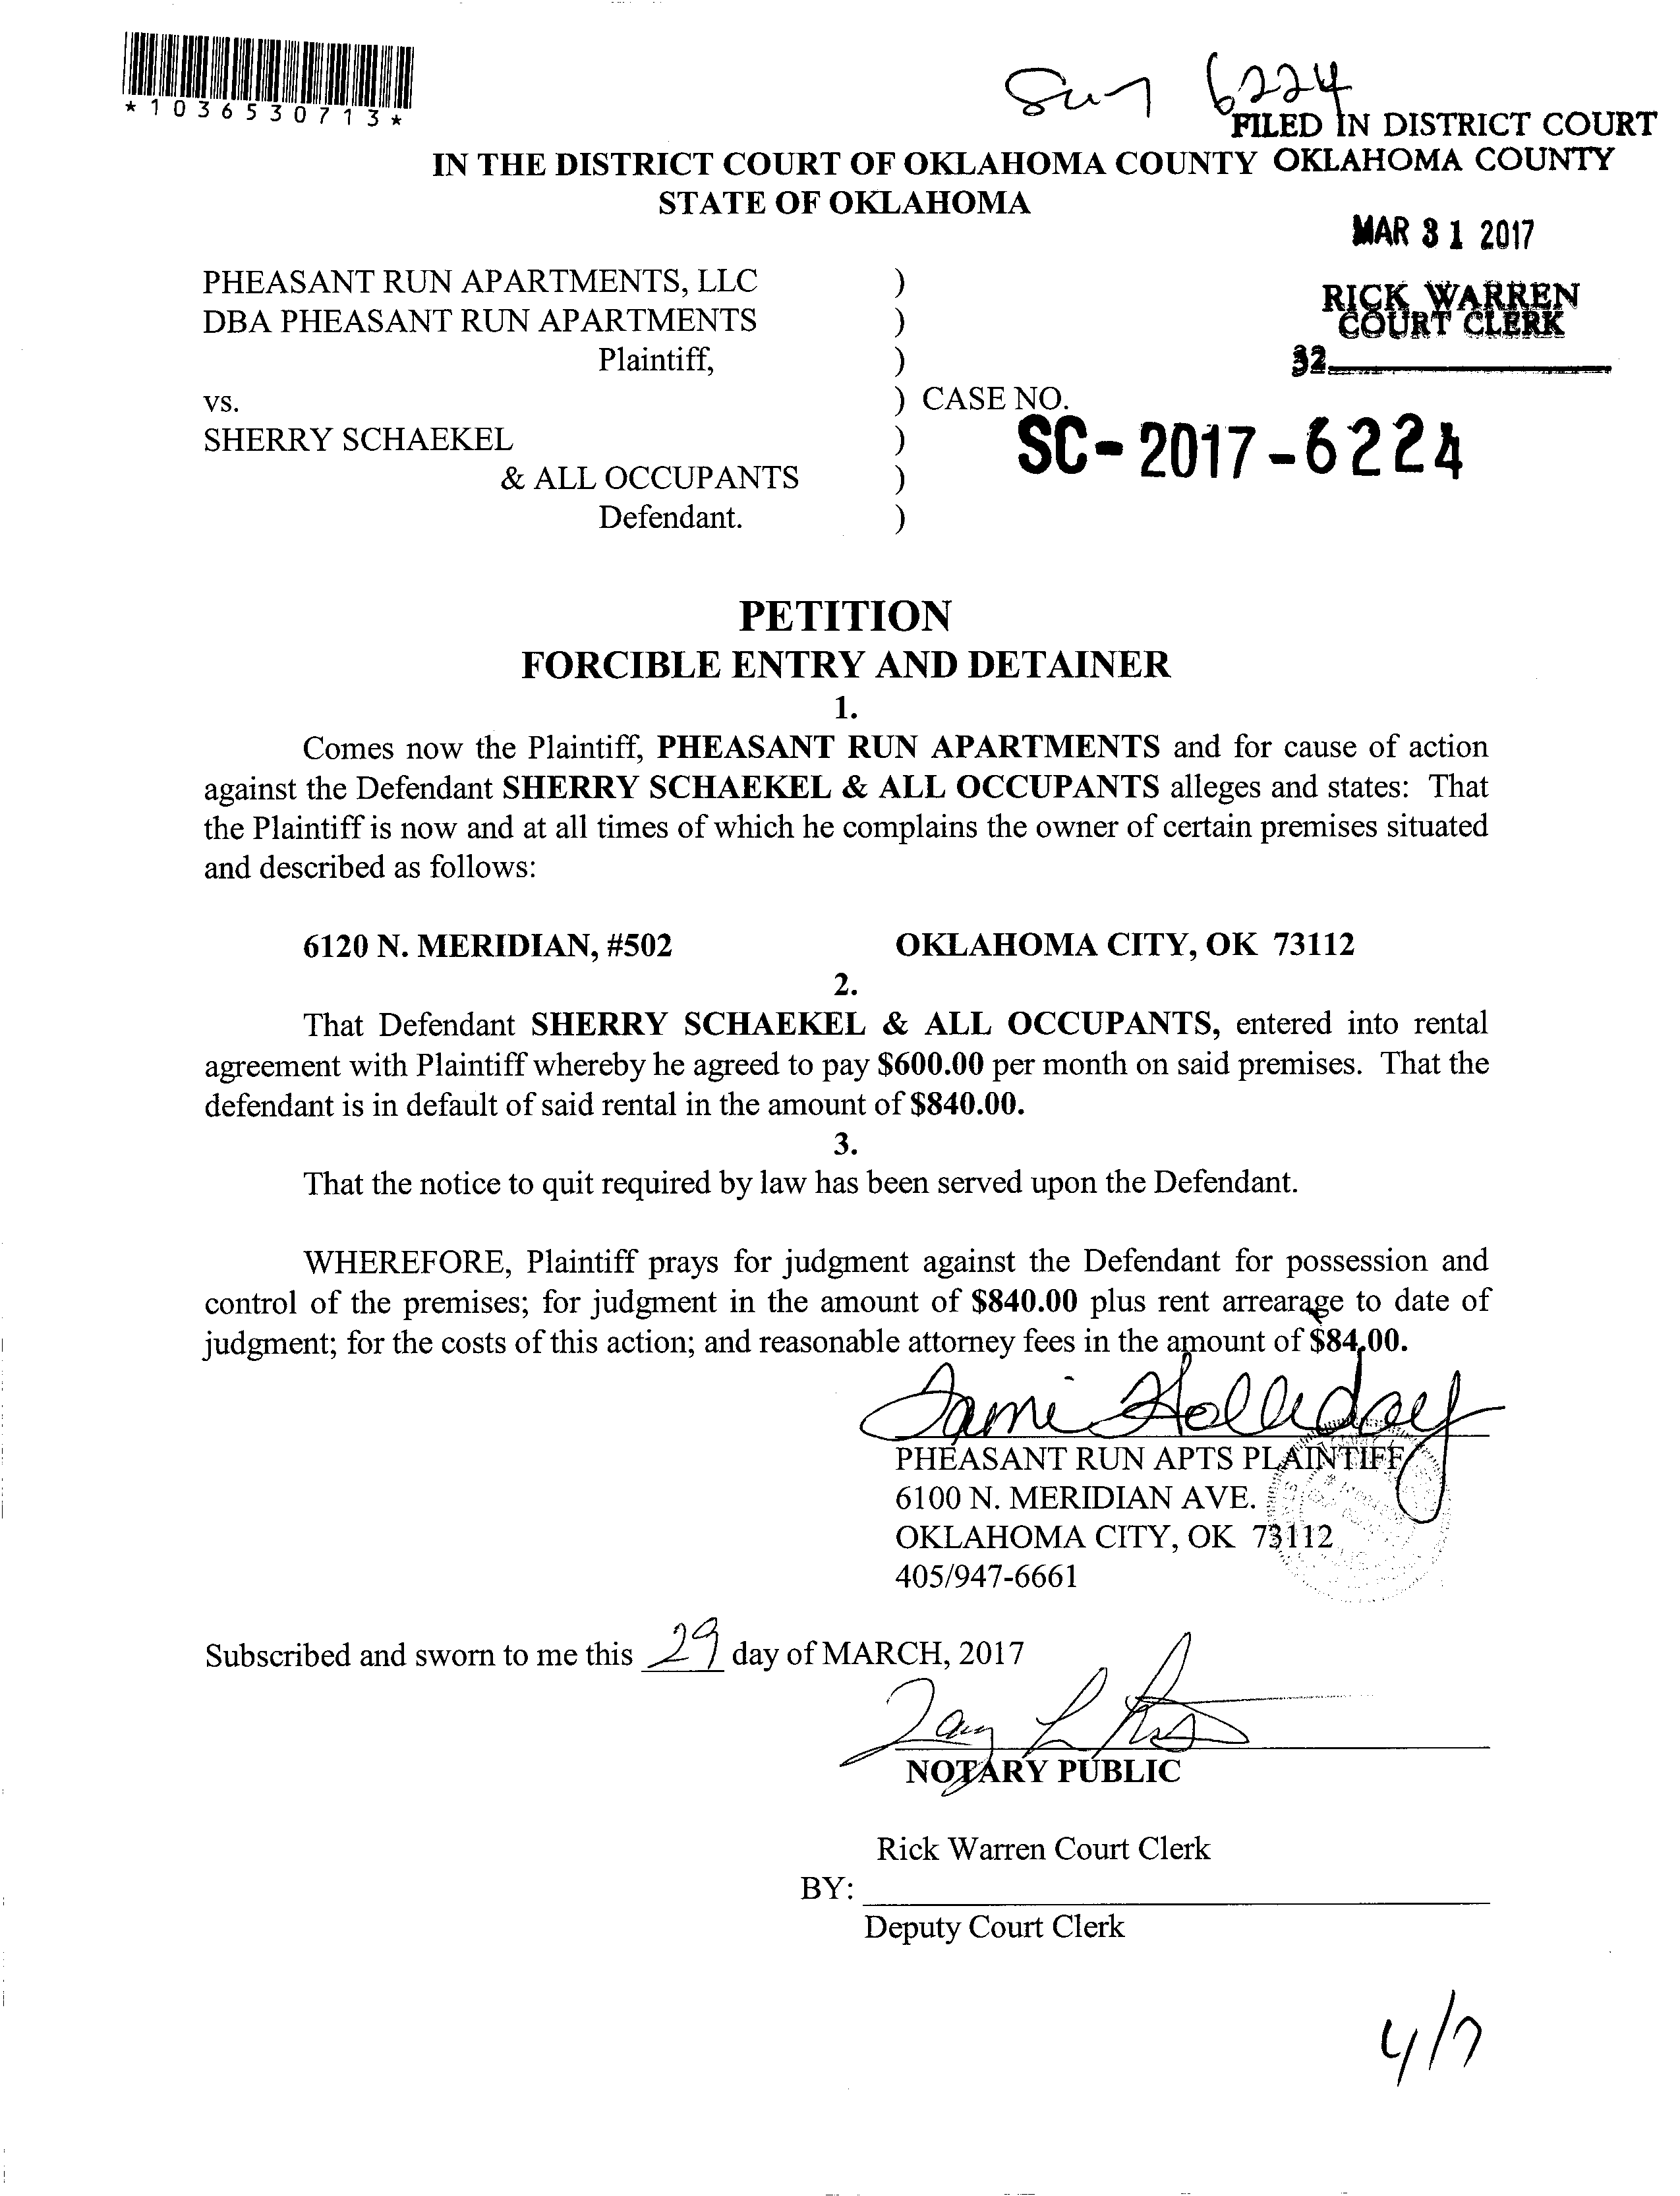 *1036530713*
6224
FILED IN DISTRICT COURT
OKLAHOMA COUNTY
IN THE DISTRICT COURT OF OKLAHOMA COUNTY
STATE OF OKLAHOMA
MAR 31 2017
RICK WARREN
COURT CLERK
32
PHEASANT RUN APARTMENTS, LLC )
DBA PHEASANT RUN APARTMENTS )
Plaintiff, )
vs. ) CASE NO.
SHERRY SCHAEKEL ) SC-2017-6224
& ALL OCCUPANTS )
Defendant. )
PETITION
FORCIBLE ENTRY AND DETAINER
1.
Comes now the Plaintiff, PHEASANT RUN APARTMENTS and for cause of action
against the Defendant SHERRY SCHAEKEL & ALL OCCUPANTS alleges and states: That
the Plaintiff is now and at all times of which he complains the owner of certain premises situated
and described as follows:
6120 N. MERIDIAN, #502 OKLAHOMA CITY, OK 73112
2.
That Defendant SHERRY SCHAEKEL & ALL OCCUPANTS, entered into rental
agreement with Plaintiff whereby he agreed to pay $600.00 per month on said premises. That the
defendant is in default of said rental in the amount of $840.00.
3.
That the notice to quit required by law has been served upon the Defendant.
WHEREFORE, Plaintiff prays for judgment against the Defendant for possession and
control of the premises; for judgment in the amount of $840.00 plus rent arrearage to date of
judgment; for the costs of this action; and reasonable attorney fees in the amount of $84.00.
Jami Holliday
PHEASANT RUN APTS PLAINTIFF
6100 N. MERIDIAN AVE.
OKLAHOMA CITY, OK 73112
405/947-6661
Subscribed and sworn to me this 29 day of MARCH, 2017
NOTARY PUBLIC
Rick Warren Court Clerk
BY:
Deputy Court Clerk
4/7